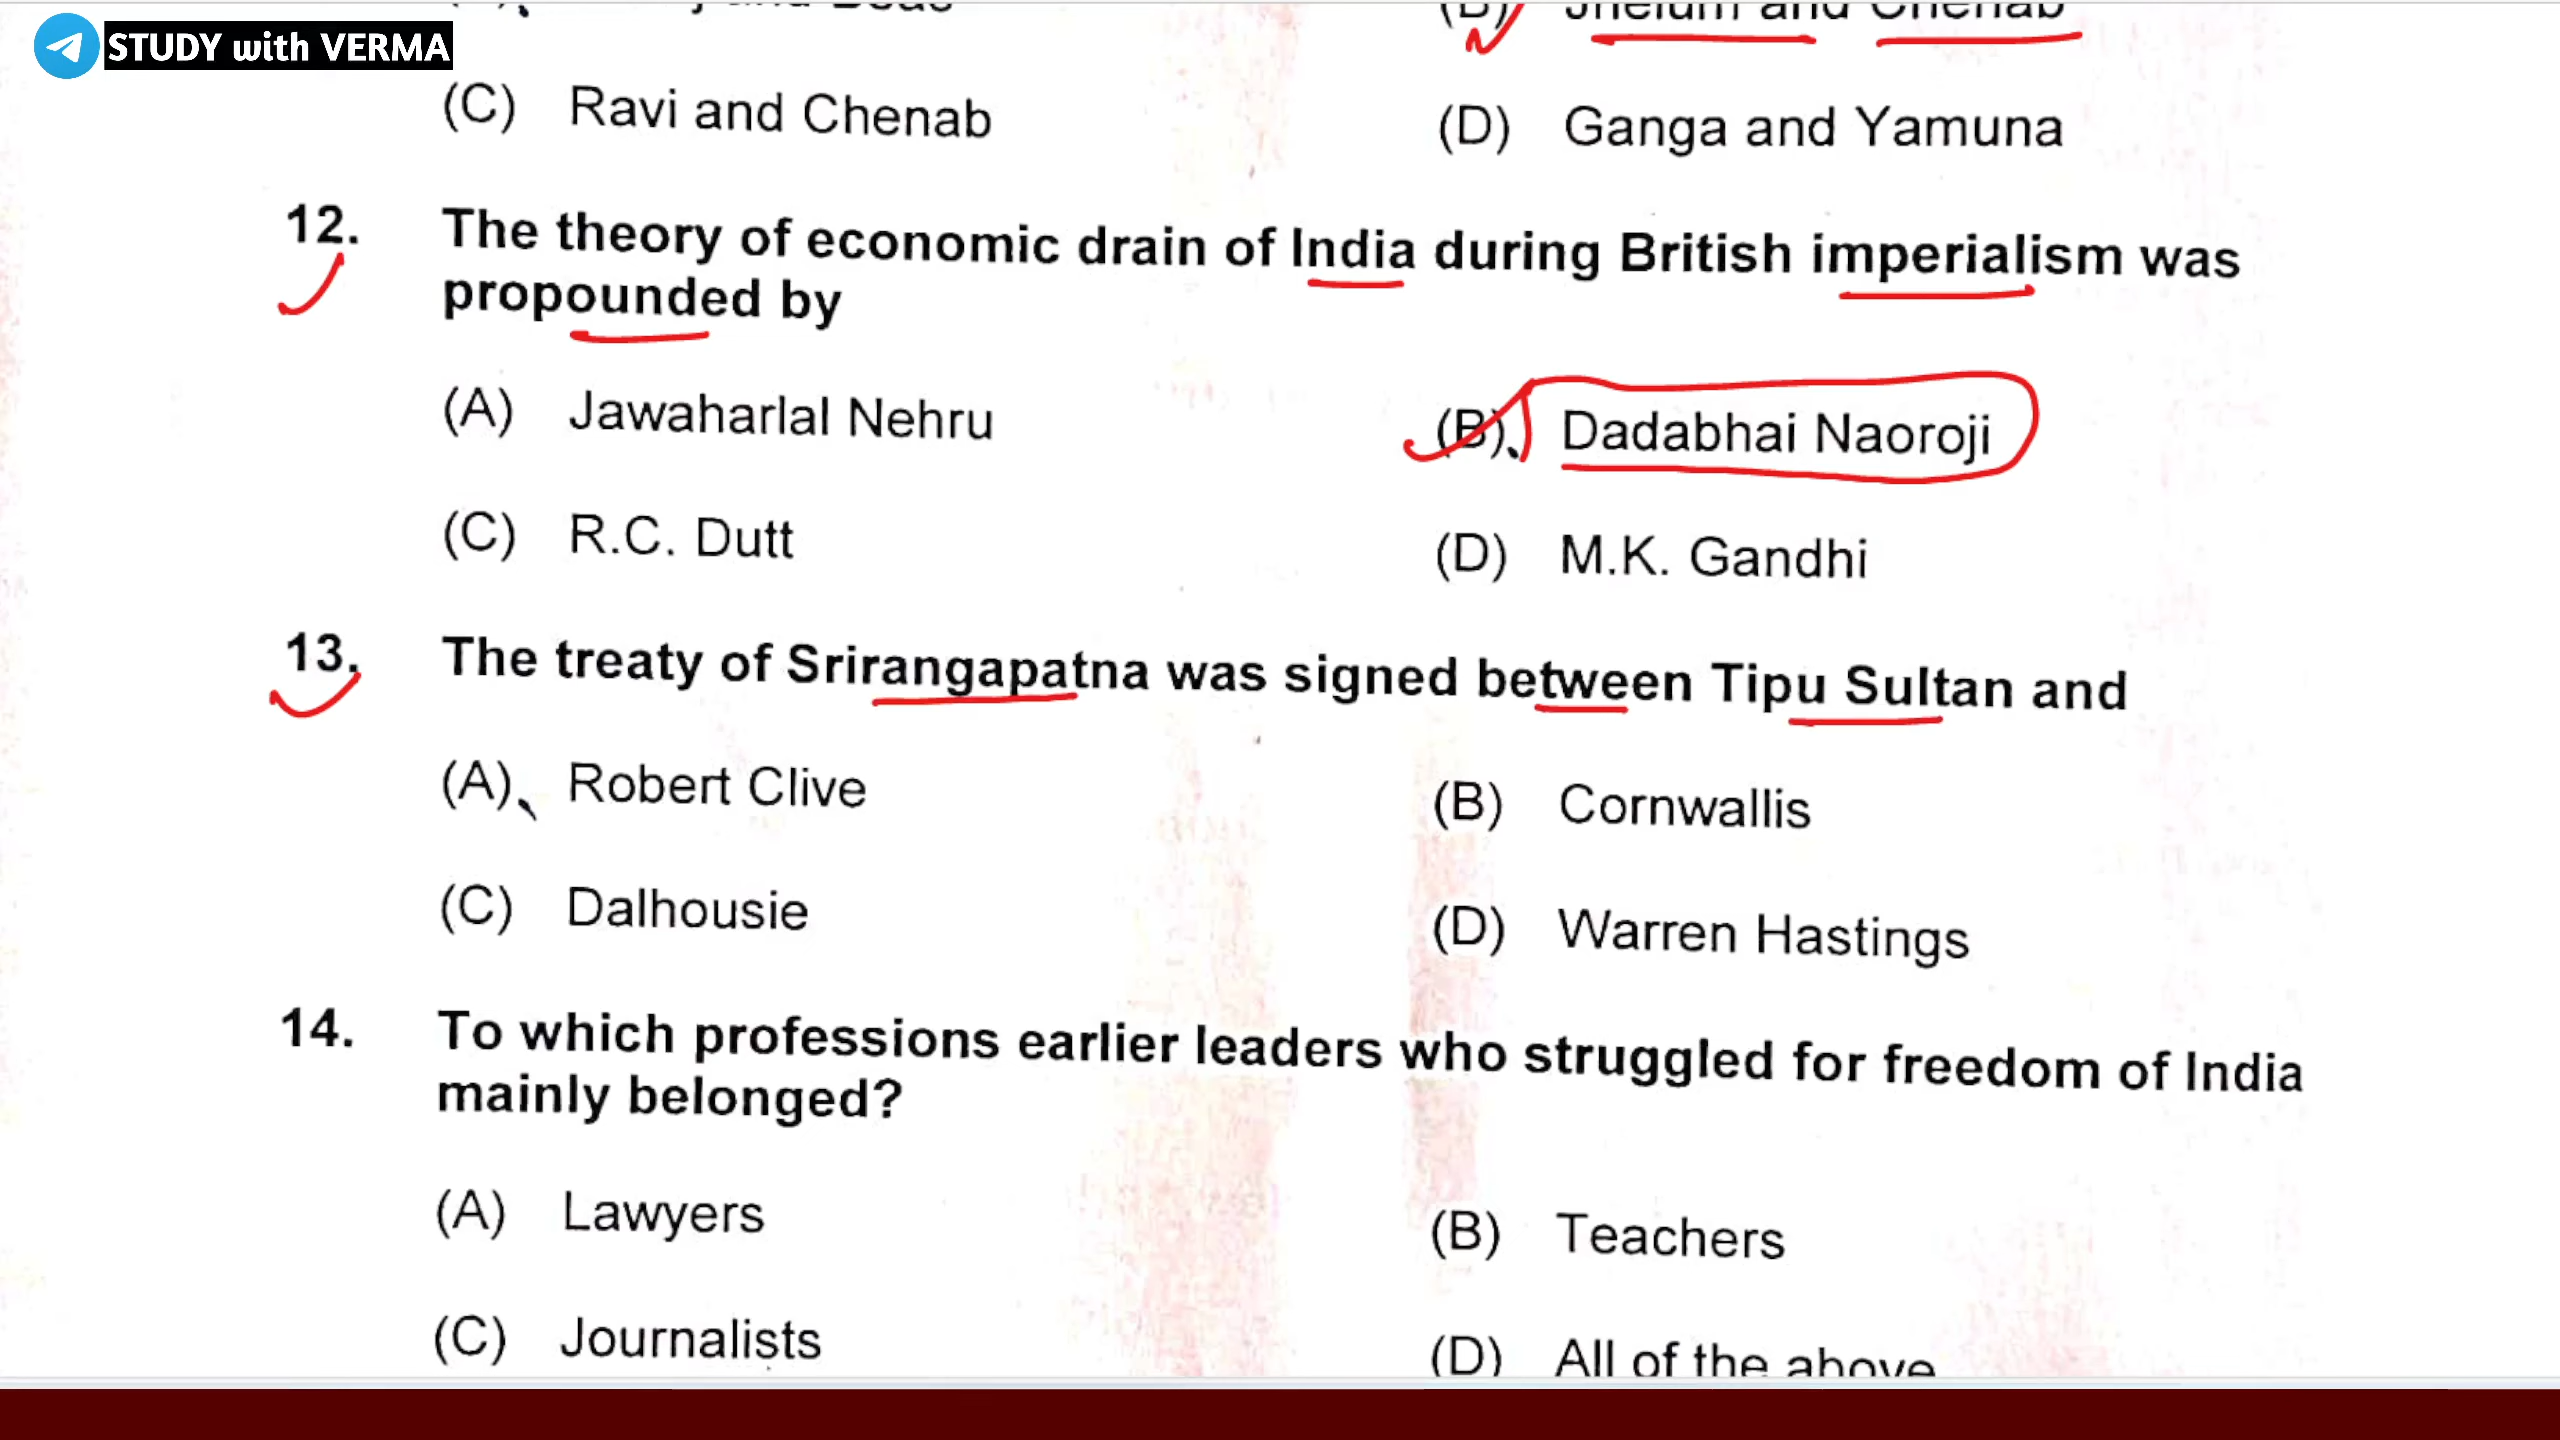 STUDY with VERMA
(B) Jhelum and Chenab
(C) Ravi and Chenab
(D) Ganga and Yamuna
12. The theory of economic drain of India during British imperialism was
propounded by
(A) Jawaharlal Nehru
(B) Dadabhai Naoroji
(C) R.C. Dutt
(D) M.K. Gandhi
13. The treaty of Srirangapatna was signed between Tipu Sultan and
(A) Robert Clive
(B) Cornwallis
(C) Dalhousie
(D) Warren Hastings
14. To which professions earlier leaders who struggled for freedom of India
mainly belonged?
(A) Lawyers
(B) Teachers
(C) Journalists
(D) All of the above